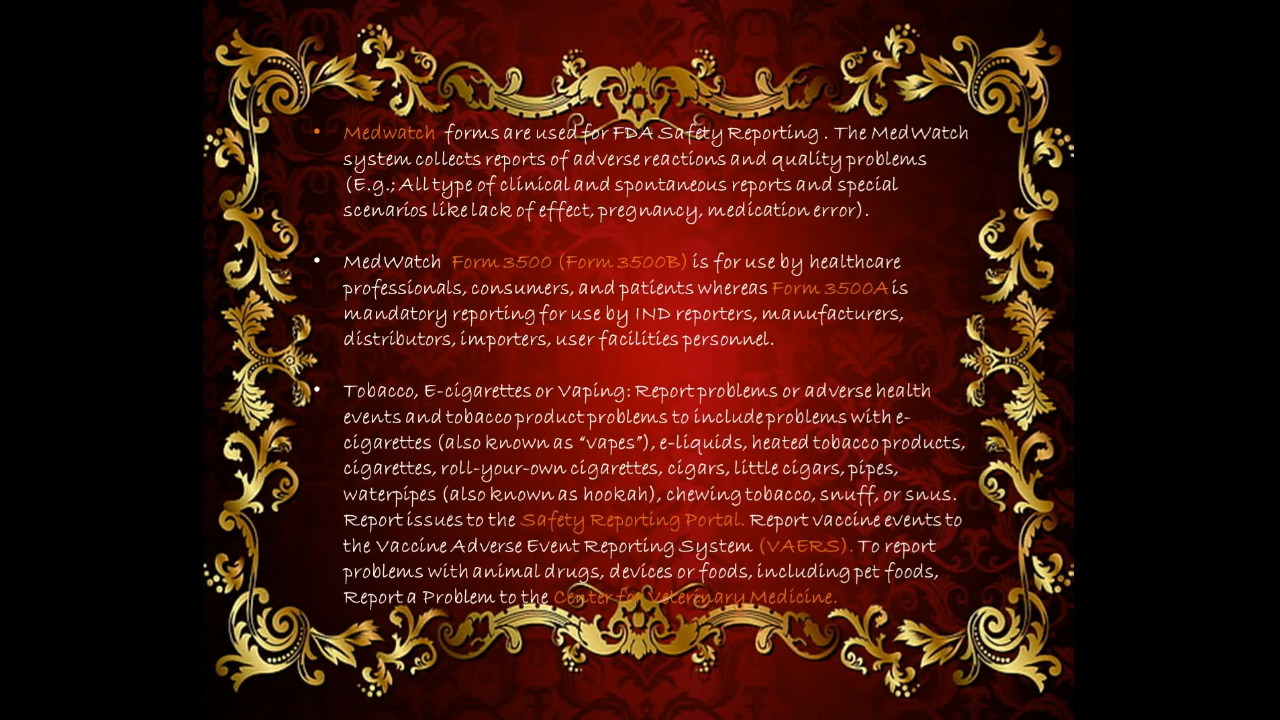 • Medwatch forms are used for FDA Safety Reporting . The MedWatch
system collects reports of adverse reactions and quality problems
(E.g.; All type of clinical and spontaneous reports and special
scenarios like lack of effect, pregnancy, medication error).
• MedWatch Form 3500 (Form 3500B) is for use by healthcare
professionals, consumers, and patients whereas Form 3500A is
mandatory reporting for use by IND reporters, manufacturers,
distributors, importers, user facilities personnel.
• Tobacco, E-cigarettes or Vaping: Report problems or adverse health
events and tobacco product problems to include problems with e-
cigarettes (also known as “vapes”), e-liquids, heated tobacco products,
cigarettes, roll-your-own cigarettes, cigars, little cigars, pipes,
waterpipes (also known as hookah), chewing tobacco, snuff, or snus.
Report issues to the Safety Reporting Portal. Report vaccine events to
the Vaccine Adverse Event Reporting System (VAERS). To report
problems with animal drugs, devices or foods, including pet foods,
Report a Problem to the Center for Veterenary Medicine.